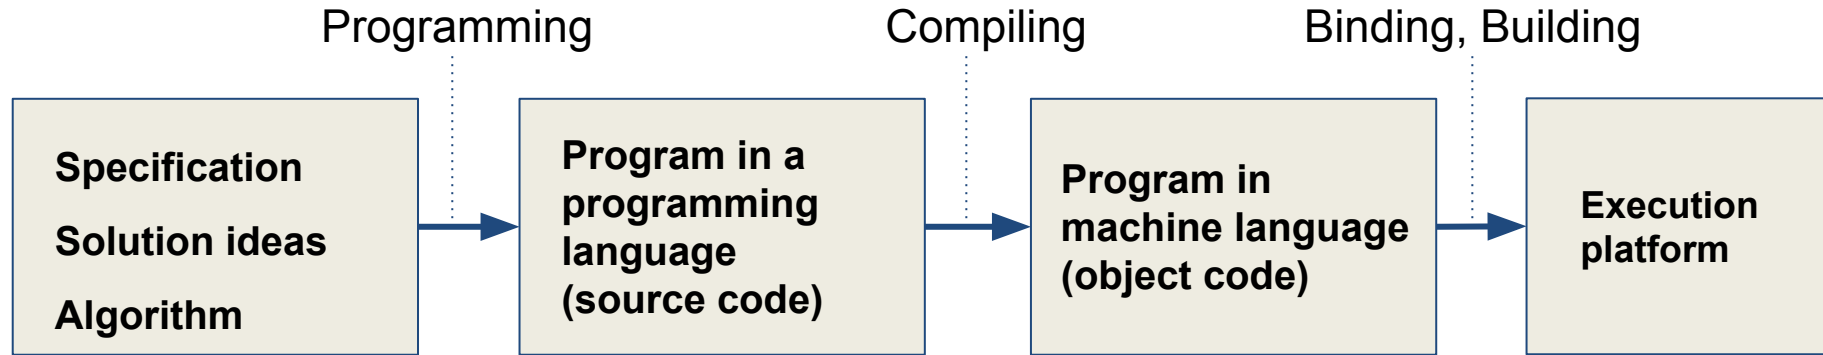 Programming
Compiling
Binding, Building
Specification
Solution ideas
Algorithm
Program in a
programming
language
(source code)
Program in
machine language
(object code)
Execution
platform